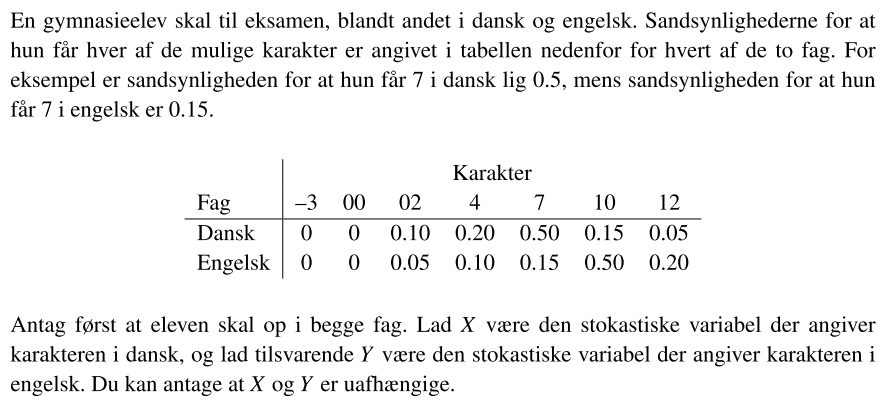 En gymnasieelev skal til eksamen, blandt andet i dansk og engelsk. Sandsynlighederne for at
hun får hver af de mulige karakter er angivet i tabellen nedenfor for hvert af de to fag. For
eksempel er sandsynligheden for at hun får 7 i dansk lig 0.5, mens sandsynligheden for at hun
får 7 i engelsk er 0.15.
Karakter
Fag –3 00 02 4 7 10 12
Dansk 0 0 0.10 0.20 0.50 0.15 0.05
Engelsk 0 0 0.05 0.10 0.15 0.50 0.20
Antag først at eleven skal op i begge fag. Lad X være den stokastiske variabel der angiver
karakteren i dansk, og lad tilsvarende Y være den stokastiske variabel der angiver karakteren i
engelsk. Du kan antage at X og Y er uafhængige.